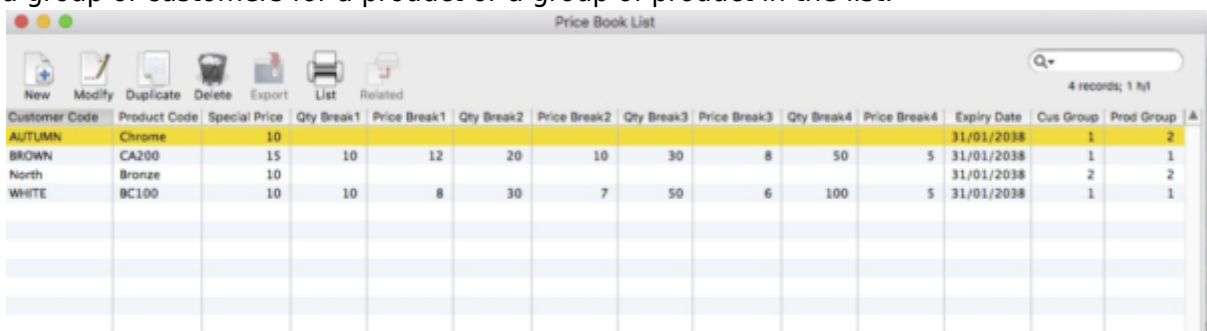 a group of customers for a product or a group of product in the list.
Price Book List
New Modify Duplicate Delete Export List Related
4 records; 1 h/l
Customer Code Product Code Special Price Qty Break1 Price Break1 Qty Break2 Price Break2 Qty Break3 Price Break3 Qty Break4 Price Break4 Expiry Date Cus Group Prod Group
AUTUMN Chrome 10 31/01/2038 1 2
BROWN CA200 15 10 12 20 10 30 8 50 5 31/01/2038 1 1
North Bronze 10 31/01/2038 2 2
WHITE BC100 10 10 8 30 7 50 6 100 5 31/01/2038 1 1